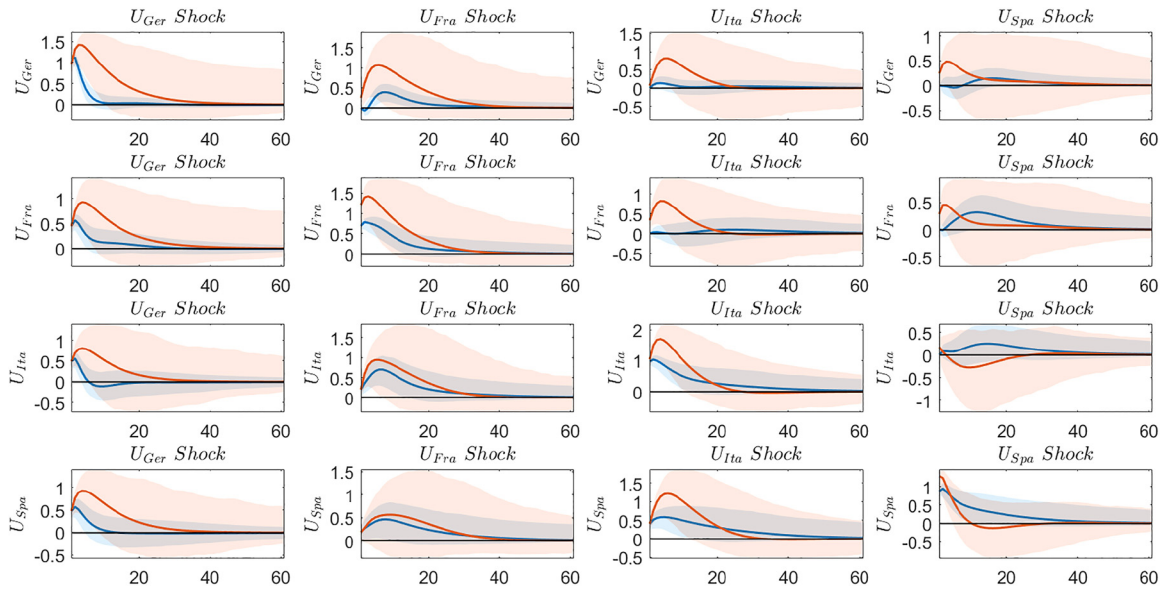 U_Ger Shock U_Fra Shock U_Ita Shock U_Spa Shock
U_Ger 1.5 1 0.5 0 U_Ger 1.5 1 0.5 0 U_Ger 1.5 1 0.5 0 -0.5 U_Ger 1 0.5 0 -0.5
20 40 60 20 40 60 20 40 60 20 40 60
U_Ger Shock U_Fra Shock U_Ita Shock U_Spa Shock
U_Fra 1 0.5 0 U_Fra 1.5 1 0.5 0 U_Fra 1 0.5 0 -0.5 U_Fra 0.5 0 -0.5
20 40 60 20 40 60 20 40 60 20 40 60
U_Ger Shock U_Fra Shock U_Ita Shock U_Spa Shock
U_Ita 1 0.5 0 -0.5 U_Ita 1.5 1 0.5 0 U_Ita 2 1 0 U_Ita 0.5 0 -0.5 -1
20 40 60 20 40 60 20 40 60 20 40 60
U_Ger Shock U_Fra Shock U_Ita Shock U_Spa Shock
U_Spa 1 0.5 0 -0.5 U_Spa 1.5 1 0.5 0 U_Spa 1.5 1 0.5 0 -0.5 U_Spa 1 0.5 0 -0.5
20 40 60 20 40 60 20 40 60 20 40 60